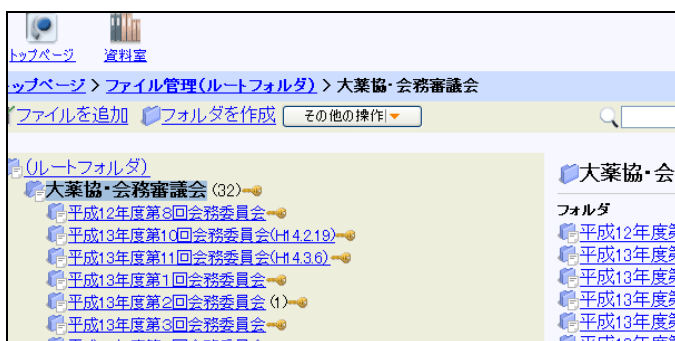 トップページ 資料室
ップページ > ファイル管理(ルートフォルダ) > 大薬協・会務審議会
ファイルを追加 フォルダを作成 その他の操作
(ルートフォルダ)
大薬協・会務審議会 (32)
平成12年度第8回会務委員会
平成13年度第10回会務委員会(H14.2.19)
平成13年度第11回会務委員会(H14.3.6)
平成13年度第1回会務委員会
平成13年度第2回会務委員会 (1)
平成13年度第3回会務委員会
大薬協・会
フォルダ
平成12年度第
平成13年度第
平成13年度第
平成13年度第
平成13年度第